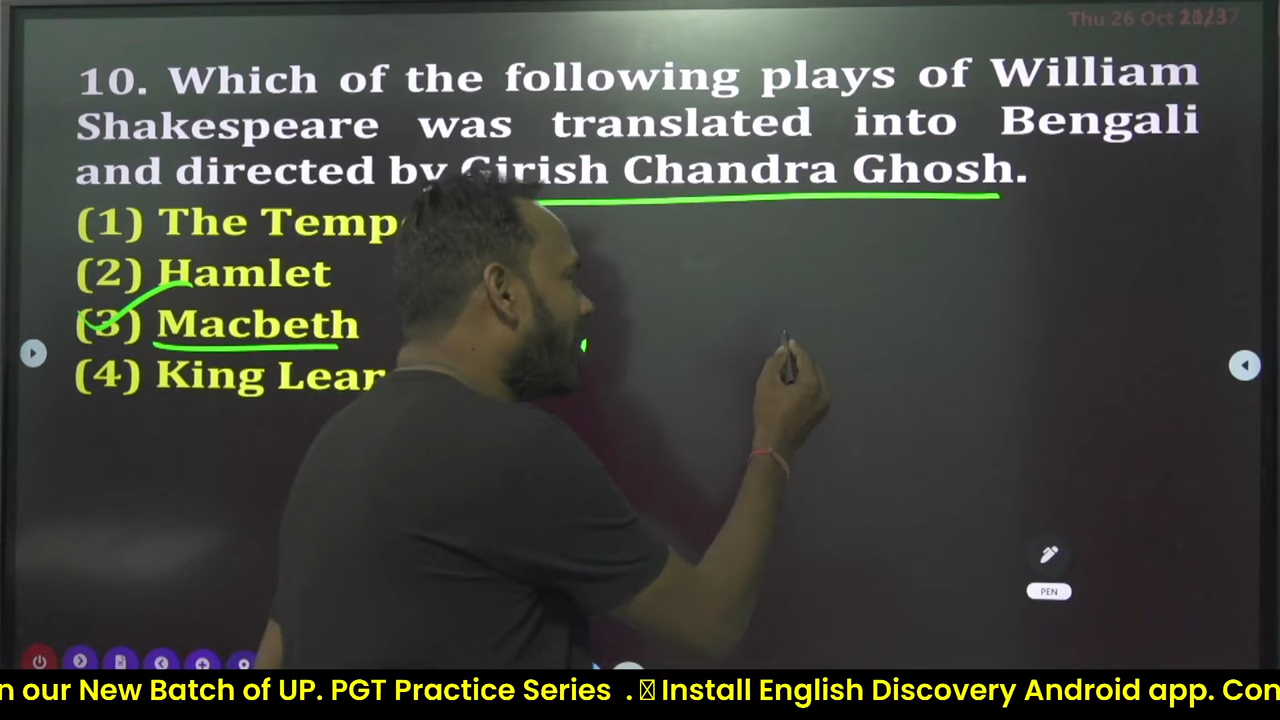 Thu 26 Oct
10. Which of the following plays of William
Shakespeare was translated into Bengali
and directed by Girish Chandra Ghosh.
(1) The Temp
(2) Hamlet
(3) Macbeth
(4) King Lear
PEN
n our New Batch of UP. PGT Practice Series . Install English Discovery Android app. Con